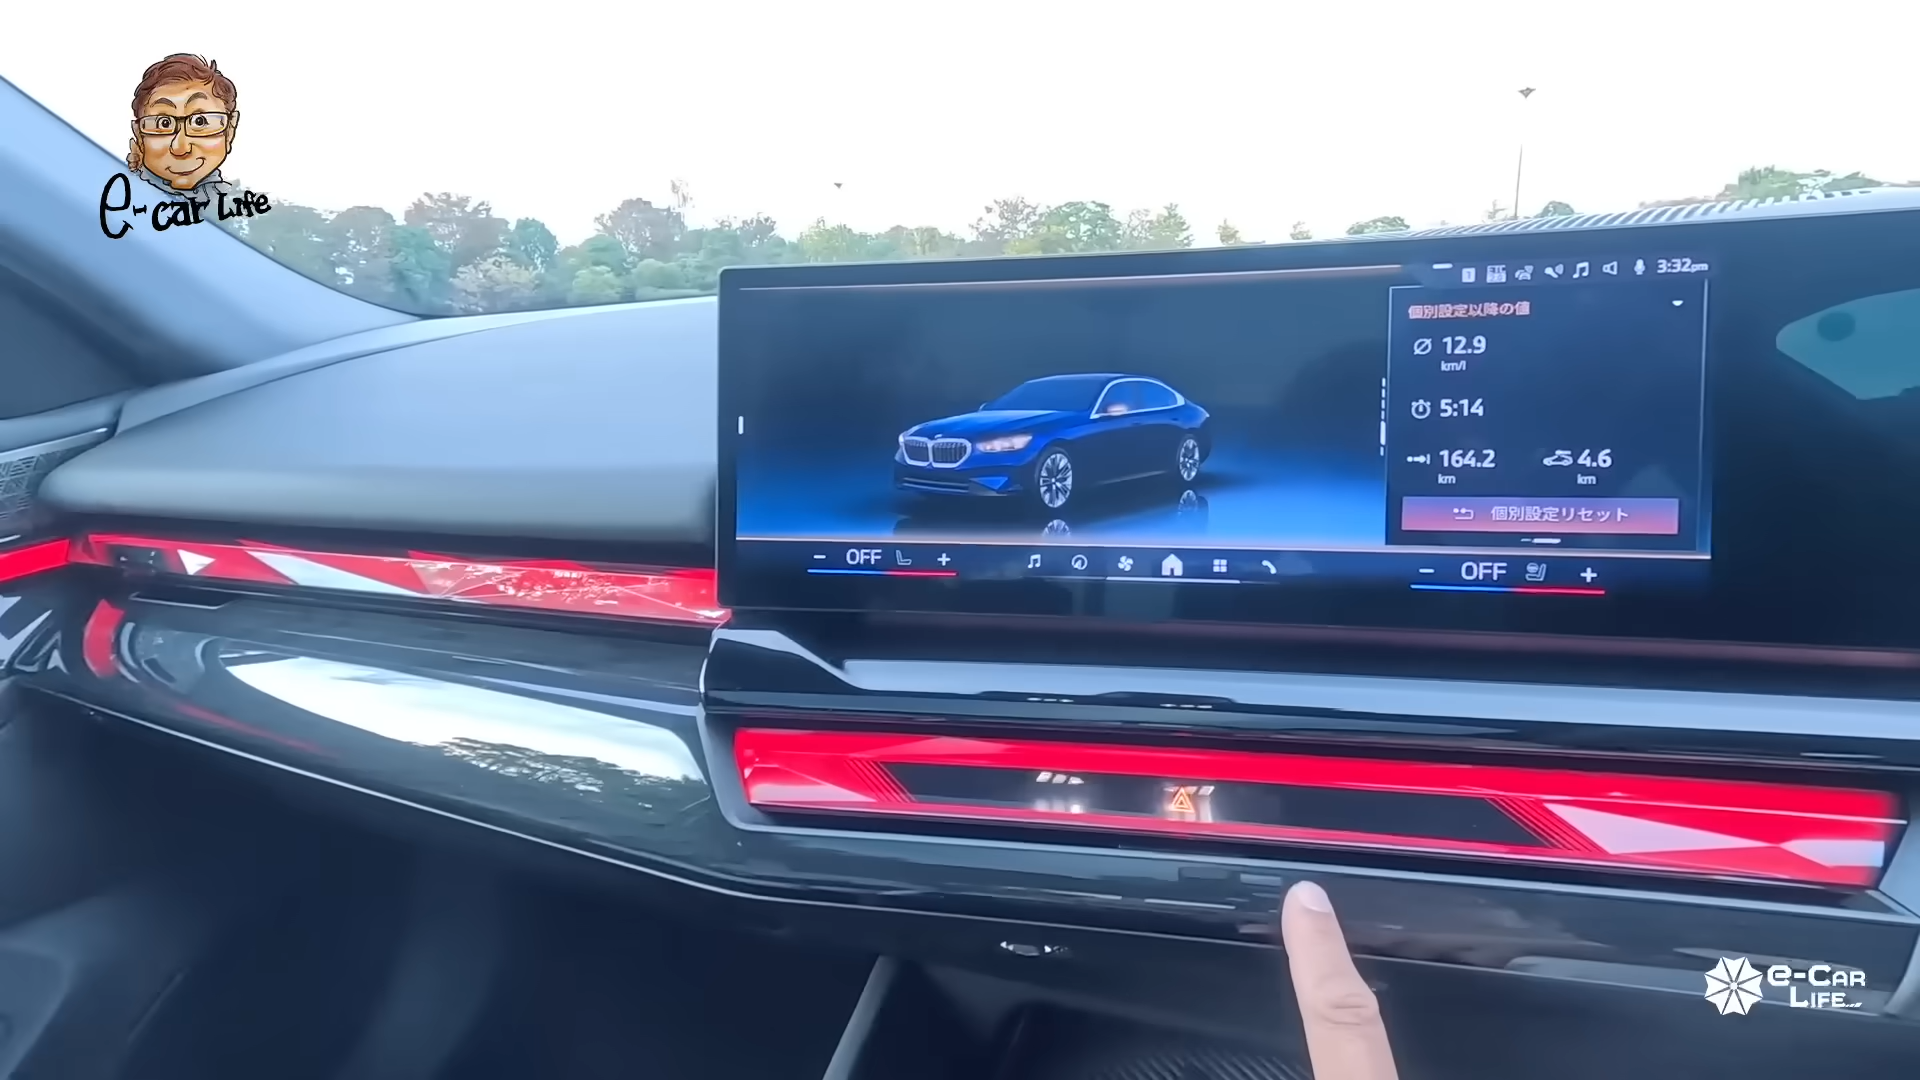 e-car Life
3:32pm
個別設定以降の値
12.9
km/l
5:14
164.2
km
4.6
km
個別設定リセット
- OFF +
- OFF +
e-Car
Life...